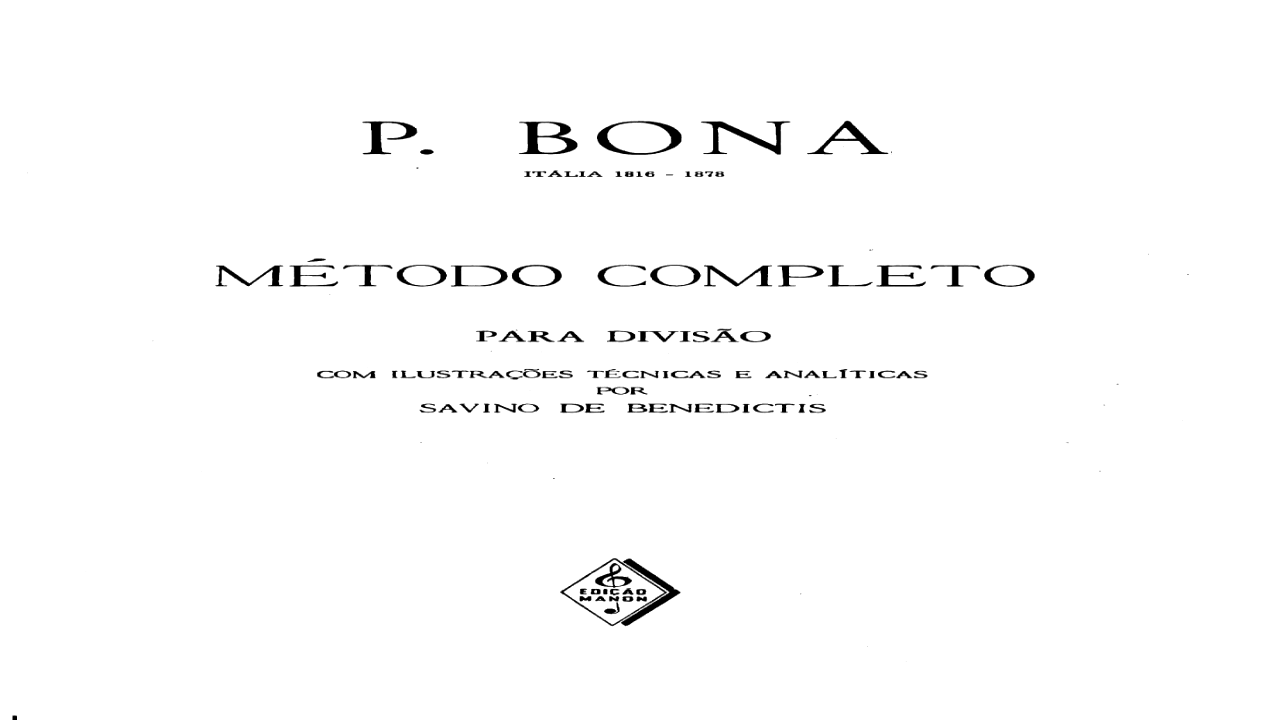 P. BONA
ITÁLIA 1816 - 1878
MÉTODO COMPLETO
PARA DIVISÃO
COM ILUSTRAÇÕES TÉCNICAS E ANALÍTICAS
POR
SAVINO DE BENEDICTIS
EDIÇÃO
MANON